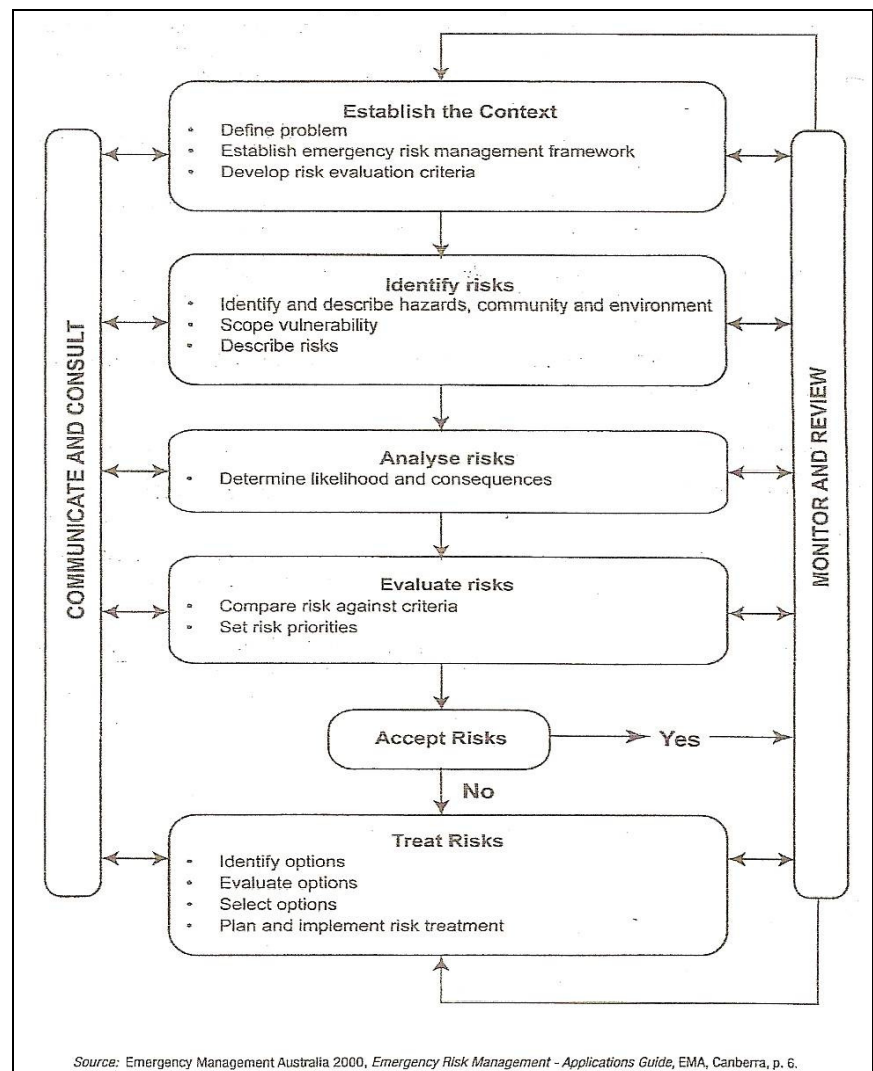 Establish the Context
• Define problem
• Establish emergency risk management framework
• Develop risk evaluation criteria
Identify risks
• Identify and describe hazards, community and environment
• Scope vulnerability
• Describe risks
Analyse risks
• Determine likelihood and consequences
Evaluate risks
• Compare risk against criteria
• Set risk priorities
Accept Risks
Yes
No
Treat Risks
• Identify options
• Evaluate options
• Select options
• Plan and implement risk treatment
COMMUNICATE AND CONSULT
MONITOR AND REVIEW
Source: Emergency Management Australia 2000, Emergency Risk Management - Applications Guide, EMA, Canberra, p. 6.